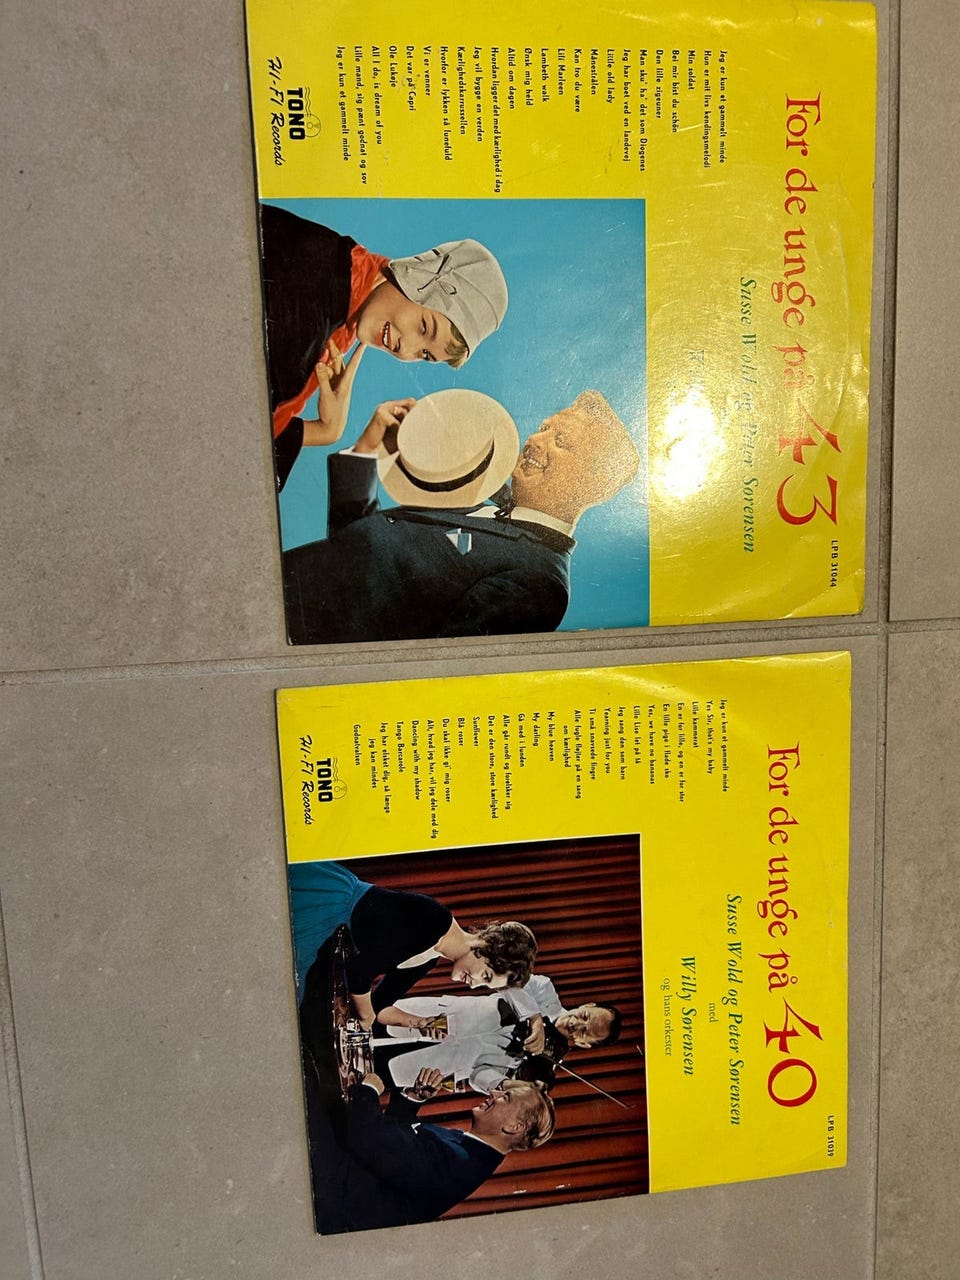 LPB 31044
For de unge på 43
Susse Wold og Peter Sørensen
Jeg er kun et gammelt minde
Hun er mit livs kendingsmelodi
Min soldat
Bei mir bist du schön
Den lille zigeuner
Man sku' ha' det som Diogenes
Jeg har boet ved en landevej
Little old lady
Månestrålen
Kan tro du være
Lili Marleen
Lambeth walk
Ønsk mig held
Altid om dagen
Hvordan ligger det med kærlighed i dag
Jeg vil bygge en verden
Kærlighedskarrusellen
Hvorfor er lykken så lunefuld
Vi er venner
Det var på Capri
Ole Lukøje
All I do, is dream of you
Lille mand, sig pænt godnat og sov
Jeg er kun et gammelt minde
TONO
HI-FI Records
LPB 31039
For de unge på 40
Susse Wold og Peter Sørensen
med
Willy Sørensen
og hans orkester
Jeg er kun et gammelt minde
Yes Sir, that's my baby
Lille kammerat
En er for lille, og en er for stor
En lille pige i flade sko
Yes, we have no bananas
Lille Lise let på tå
Jeg sang den som barn
Yearning just for you
Ti små snavsede fingre
Alle fugle fløjter på en sang
om kærlighed
My blue heaven
My darling
Gå med i lunden
Alle går rundt og forelsker sig
Det er den store, store kærlighed
Sunflower
Blå roser
Du skal ikke gi' mig roser
Alt, hvad jeg har, vil jeg dele med dig
Dancing with my shadow
Tango Barcarole
Jeg har elsket dig, så længe
jeg kan mindes
Godnatvalsen
TONO
HI-FI Records